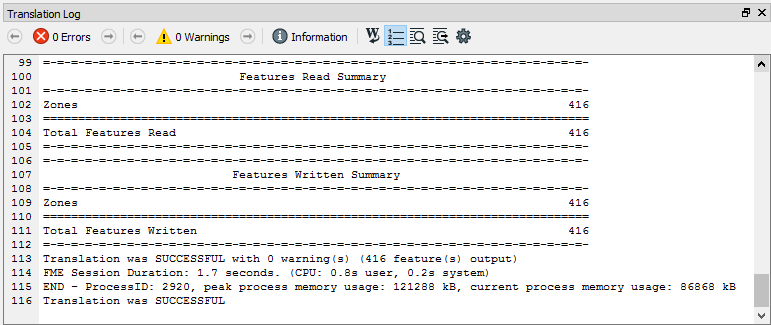 Translation Log
0 Errors 0 Warnings Information
99 =-=-=-=-=-=-=-=-=-=-=-=-=-=-=-=-=-=-=-=-=-=-=-=-=-=-=-=-=-=-=-=-=-=-=-=-=-=-=-
100 Features Read Summary
101 =-=-=-=-=-=-=-=-=-=-=-=-=-=-=-=-=-=-=-=-=-=-=-=-=-=-=-=-=-=-=-=-=-=-=-=-=-=-=-
102 Zones 416
103 ==============================================================================
104 Total Features Read 416
105 =-=-=-=-=-=-=-=-=-=-=-=-=-=-=-=-=-=-=-=-=-=-=-=-=-=-=-=-=-=-=-=-=-=-=-=-=-=-=-
106 =-=-=-=-=-=-=-=-=-=-=-=-=-=-=-=-=-=-=-=-=-=-=-=-=-=-=-=-=-=-=-=-=-=-=-=-=-=-=-
107 Features Written Summary
108 =-=-=-=-=-=-=-=-=-=-=-=-=-=-=-=-=-=-=-=-=-=-=-=-=-=-=-=-=-=-=-=-=-=-=-=-=-=-=-
109 Zones 416
110 ==============================================================================
111 Total Features Written 416
112 =-=-=-=-=-=-=-=-=-=-=-=-=-=-=-=-=-=-=-=-=-=-=-=-=-=-=-=-=-=-=-=-=-=-=-=-=-=-=-
113 Translation was SUCCESSFUL with 0 warning(s) (416 feature(s) output)
114 FME Session Duration: 1.7 seconds. (CPU: 0.8s user, 0.2s system)
115 END - ProcessID: 2920, peak process memory usage: 121288 kB, current process memory usage: 86868 kB
116 Translation was SUCCESSFUL